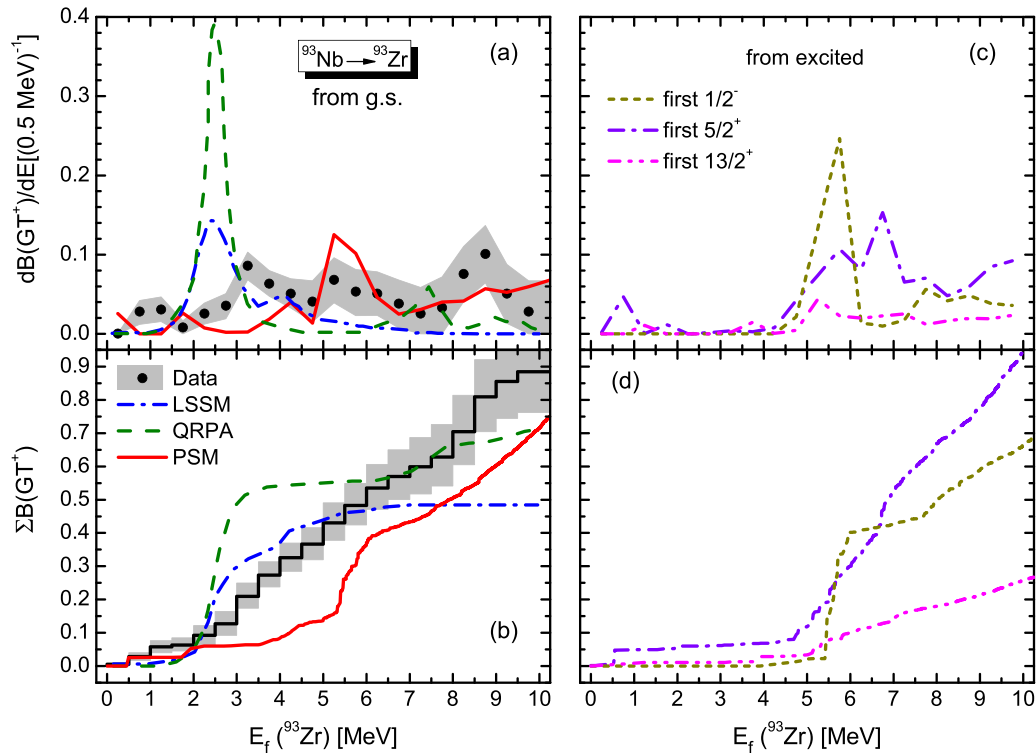 0.4
0.3
0.2
0.1
0.0
dB(GT⁺)/dE[(0.5 MeV)⁻¹]
⁹³Nb → ⁹³Zr
from g.s.
(a)
from excited
(c)
first 1/2⁻
first 5/2⁺
first 13/2⁺
0.9
0.8
0.7
0.6
0.5
0.4
0.3
0.2
0.1
0.0
ΣB(GT⁺)
Data
LSSM
QRPA
PSM
(b)
(d)
0 1 2 3 4 5 6 7 8 9 10
0 1 2 3 4 5 6 7 8 9 10
E_f (⁹³Zr) [MeV]
E_f (⁹³Zr) [MeV]